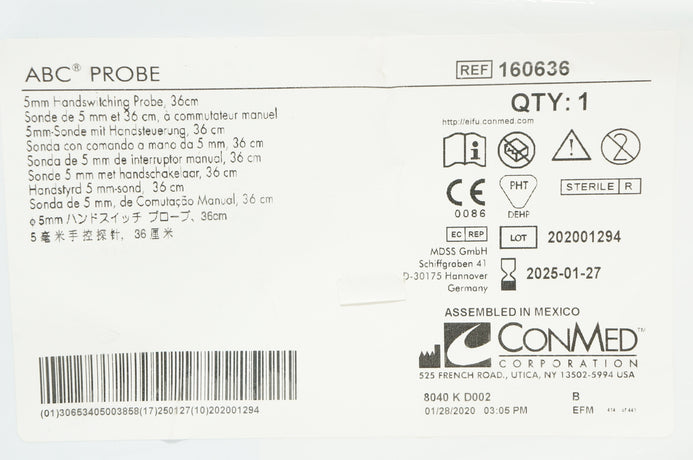 ABC® PROBE
REF 160636
5mm Handswitching Probe, 36cm
Sonde de 5 mm et 36 cm, à commutateur manuel
5mm-Sonde mit Handsteuerung, 36 cm
Sonda con comando a mano da 5 mm, 36 cm
Sonda de 5 mm de interruptor manual, 36 cm
Sonde 5 mm met handschakelaar, 36 cm
Handstyrd 5 mm-sond, 36 cm
Sonda de 5 mm, de Comutação Manual, 36 cm
φ5mm ハンドスイッチ プローブ、36cm
5 毫米手控探针, 36厘米
QTY: 1
http://eifu.conmed.com
i
2
CE
0086
PHT
DEHP
STERILE R
EC REP
MDSS GmbH
Schiffgraben 41
D-30175 Hannover
Germany
LOT 202001294
2025-01-27
ASSEMBLED IN MEXICO
CONMED™
CORPORATION
525 FRENCH ROAD., UTICA, NY 13502-5994 USA
(01)30653405003858(17)250127(10)202001294
8040 K D002 B
01/28/2020 03:05 PM EFM